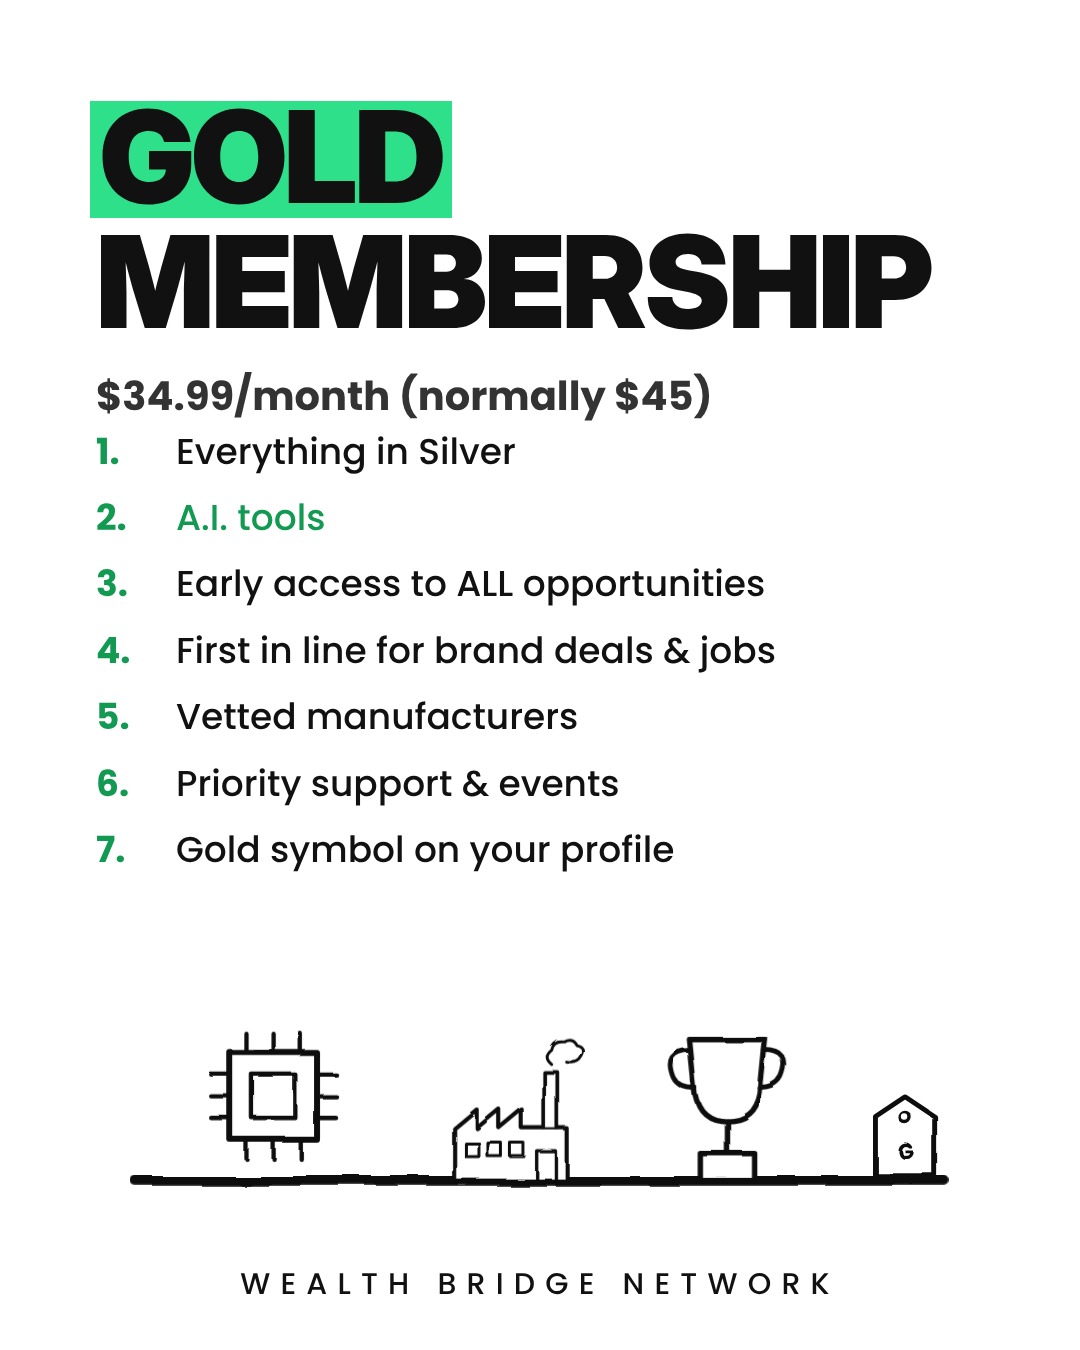 GOLD
MEMBERSHIP
$34.99/month (normally $45)
1. Everything in Silver
2. A.I. tools
3. Early access to ALL opportunities
4. First in line for brand deals & jobs
5. Vetted manufacturers
6. Priority support & events
7. Gold symbol on your profile
G
WEALTH BRIDGE NETWORK